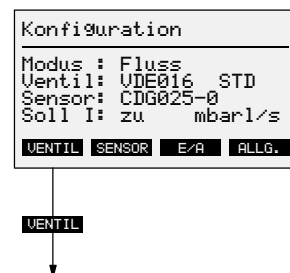 Konfiguration
Modus : Fluss
Ventil: VDE016 STD
Sensor: CDG025-0
Soll I: zu mbarl/s
VENTIL SENSOR E/A ALLG.
VENTIL